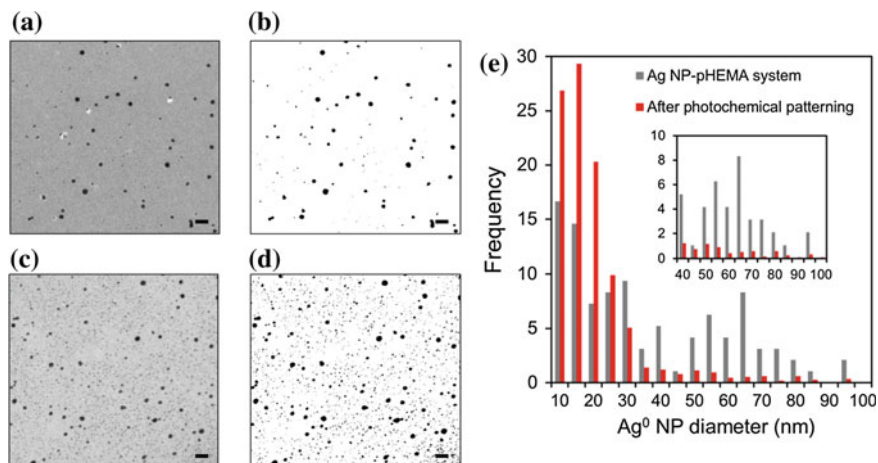 (a)
(b)
(c)
(d)
(e)
30
25
20
15
10
5
0
Frequency
Ag NP-pHEMA system
After photochemical patterning
10
8
6
4
2
0
40 50 60 70 80 90 100
10 20 30 40 50 60 70 80 90 100
Ag⁰ NP diameter (nm)